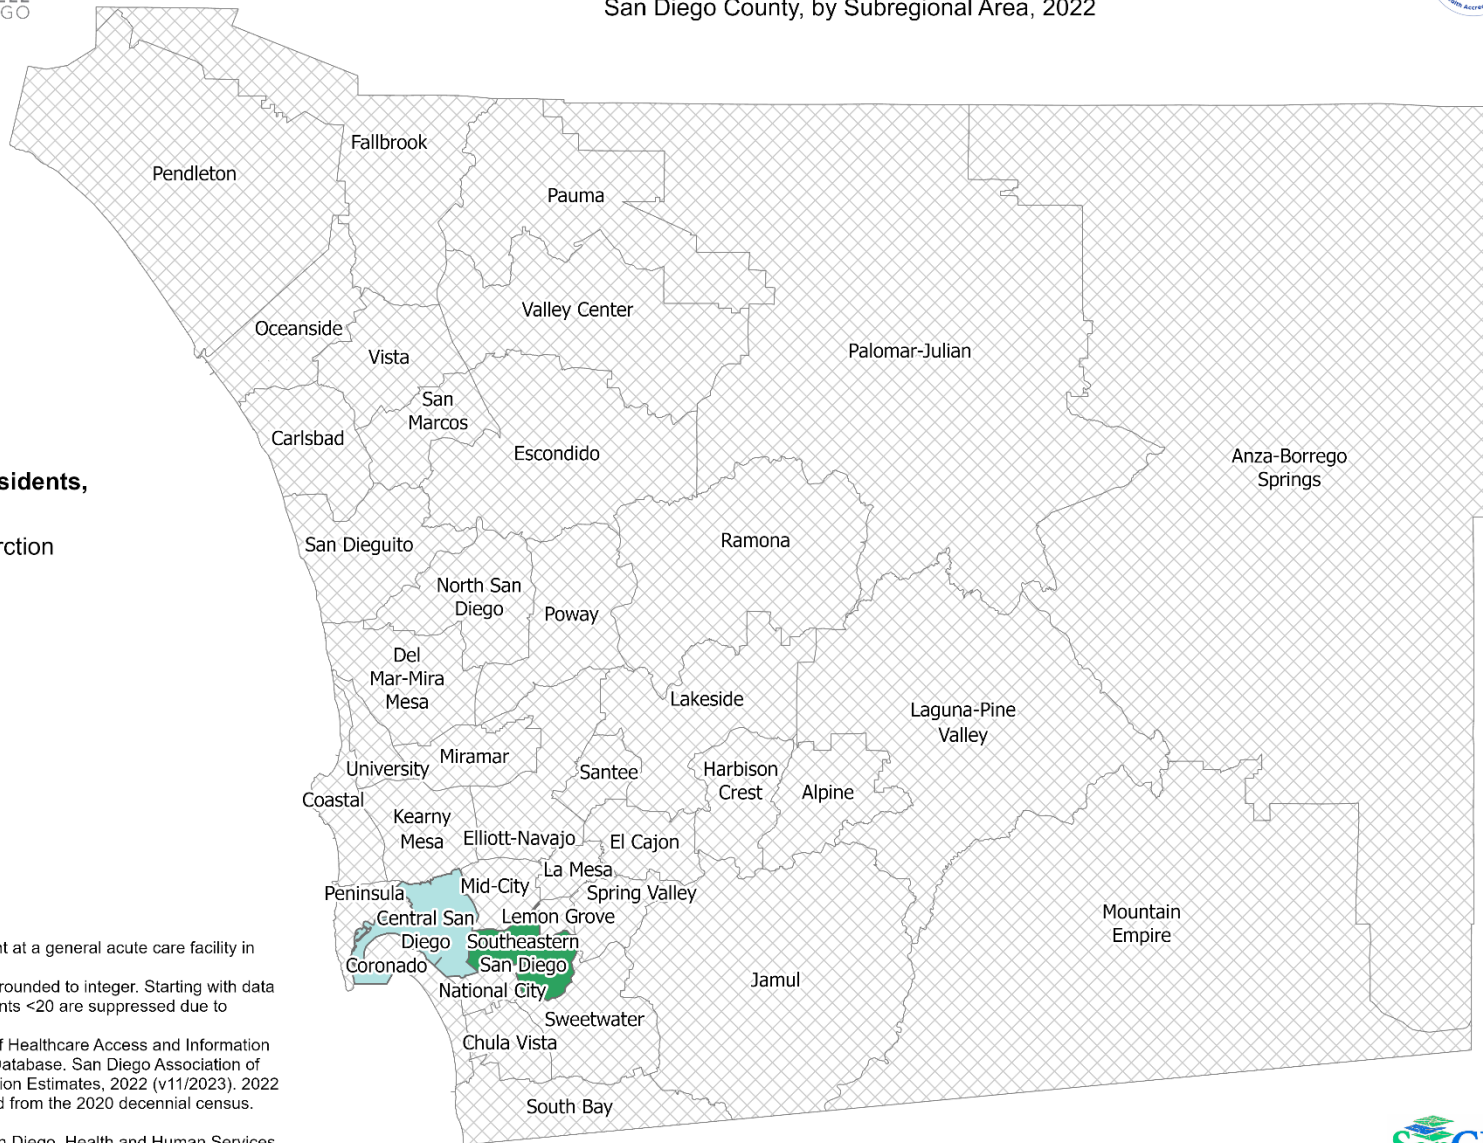 GO
San Diego County, by Subregional Area, 2022
Fallbrook
Pendleton
Pauma
Valley Center
Oceanside
Vista
Palomar-Julian
San
Marcos
Carlsbad
Escondido
Anza-Borrego
Springs
sidents,
rction
San Dieguito
Ramona
North San
Diego
Poway
Del
Mar-Mira
Mesa
Lakeside
Laguna-Pine
Valley
Miramar
University
Santee
Harbison
Crest
Alpine
Coastal
Kearny
Mesa
Elliott-Navajo
El Cajon
La Mesa
Peninsula
Mid-City
Spring Valley
Central San
Diego
Lemon Grove
Southeastern
San Diego
Coronado
Mountain
Empire
National City
Jamul
Sweetwater
Chula Vista
South Bay
nt at a general acute care facility in
rounded to integer. Starting with data
nts <20 are suppressed due to
f Healthcare Access and Information
Database. San Diego Association of
ion Estimates, 2022 (v11/2023). 2022
d from the 2020 decennial census.
n Diego, Health and Human Services